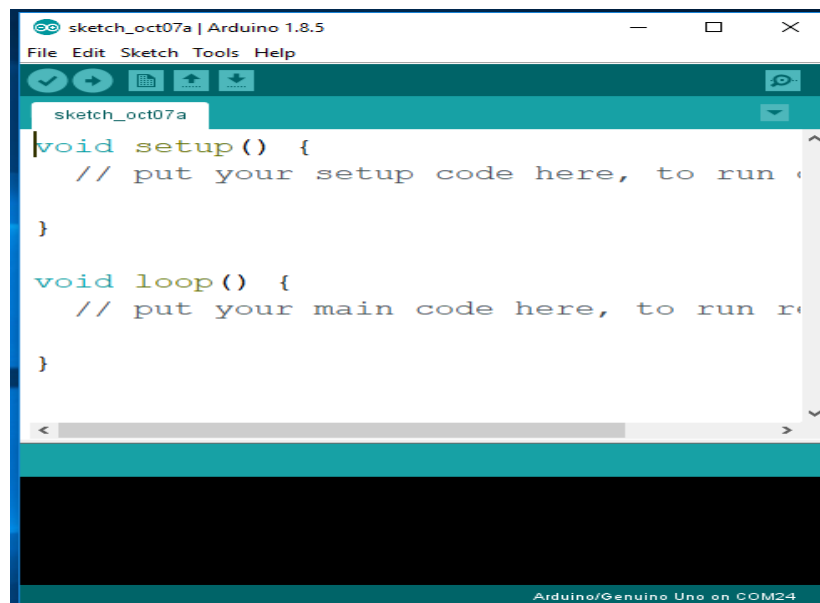 sketch_oct07a | Arduino 1.8.5
File Edit Sketch Tools Help
sketch_oct07a
void setup() {
// put your setup code here, to run
}
void loop() {
// put your main code here, to run
}
Arduino/Genuino Uno on COM24